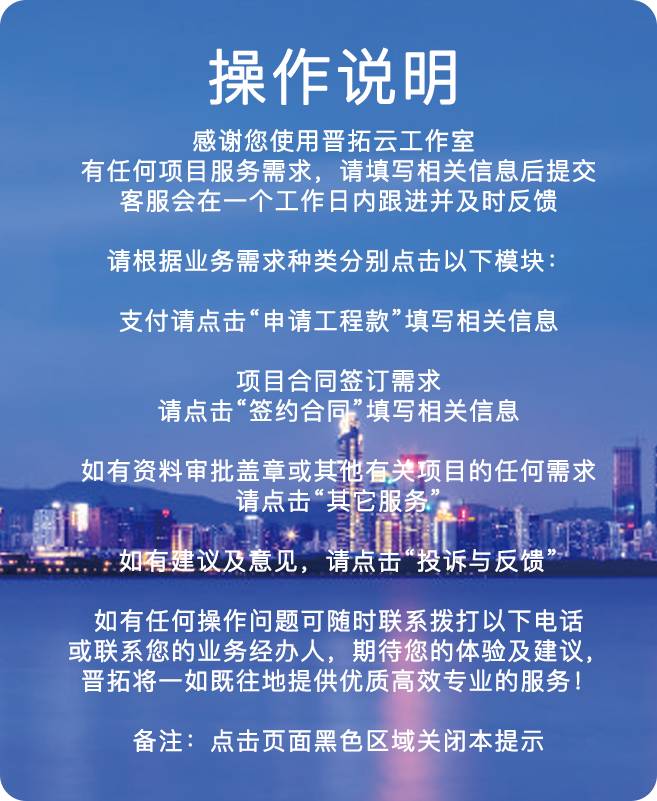 操作说明
感谢您使用晋拓云工作室
有任何项目服务需求，请填写相关信息后提交
客服会在一个工作日内跟进并及时反馈
请根据业务需求种类分别点击以下模块：
支付请点击“申请工程款”填写相关信息
项目合同签订需求
请点击“签约合同”填写相关信息
如有资料审批盖章或其他有关项目的任何需求
请点击“其它服务”
如有建议及意见，请点击“投诉与反馈”
如有任何操作问题可随时联系拨打以下电话
或联系您的业务经办人，期待您的体验及建议，
晋拓将一如既往地提供优质高效专业的服务！
备注：点击页面黑色区域关闭本提示